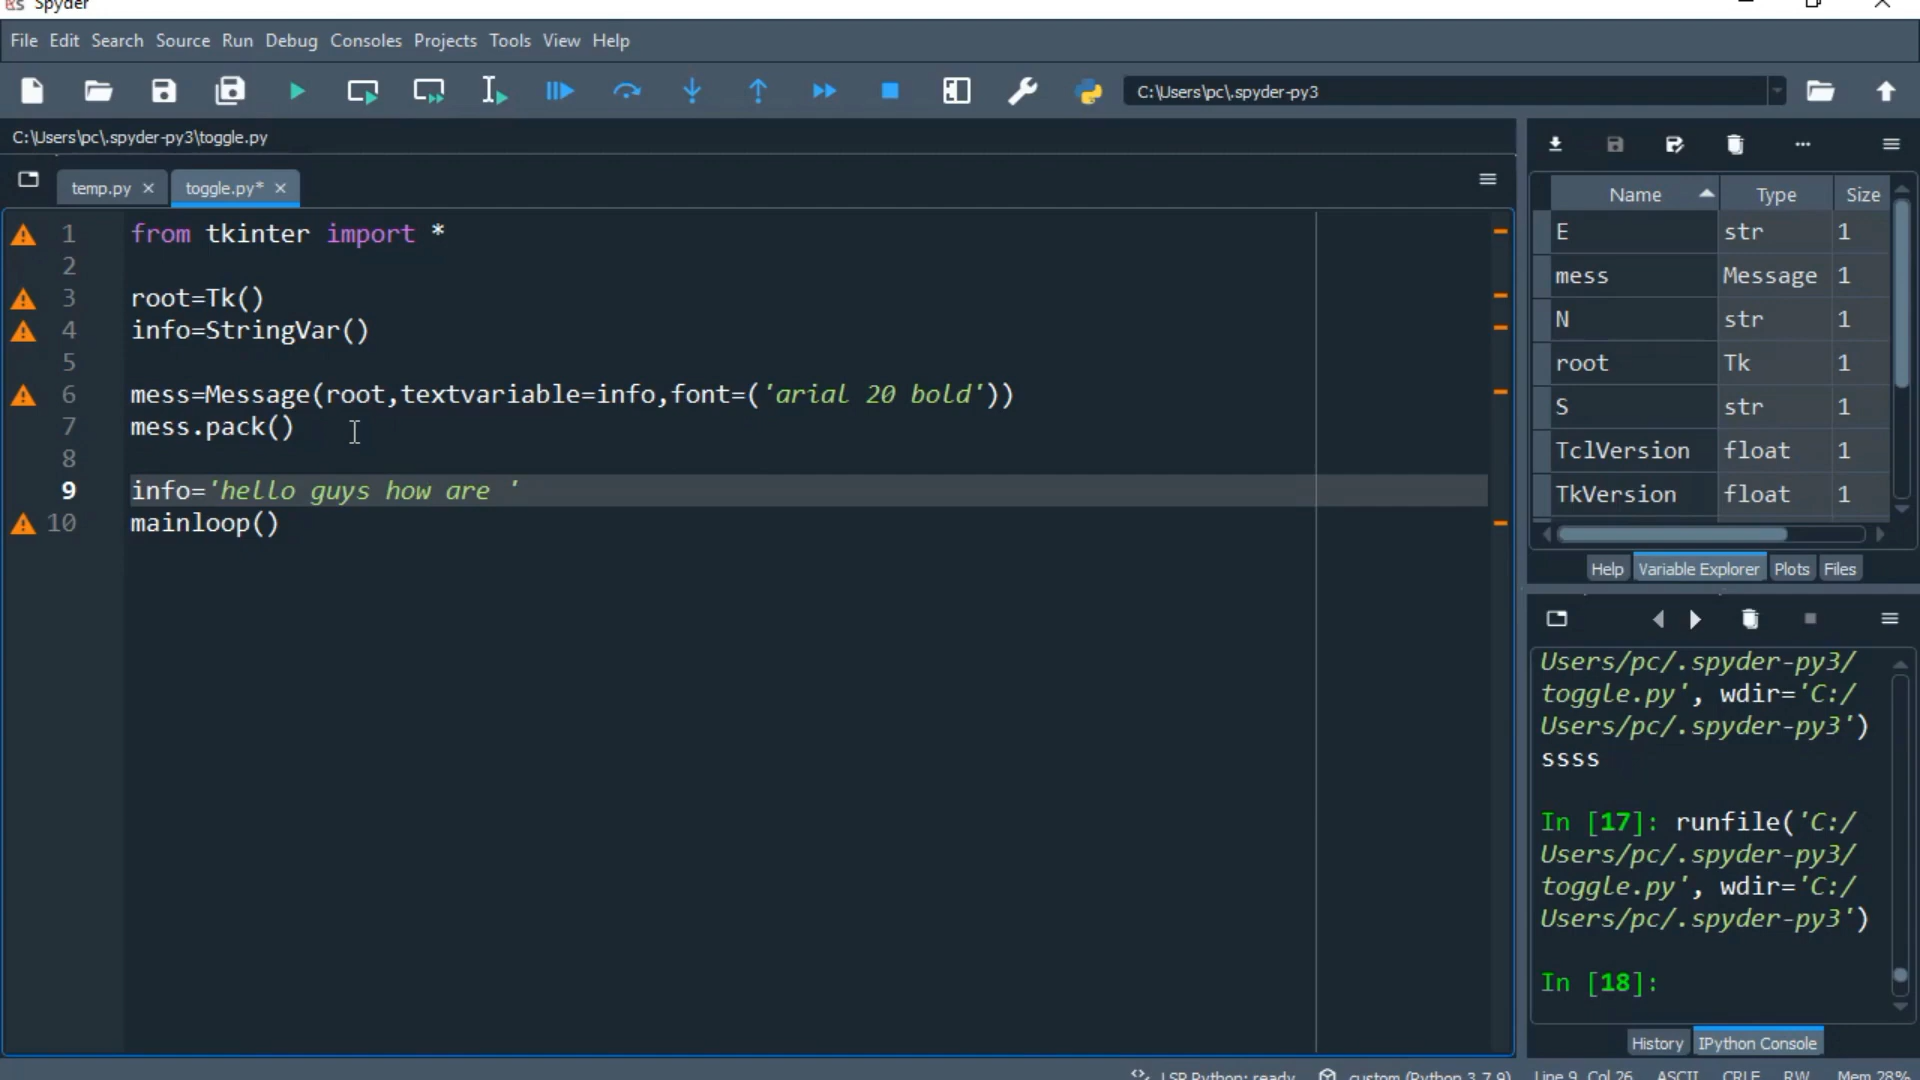 Spyder
File Edit Search Source Run Debug Consoles Projects Tools View Help
C:\Users\pc\.spyder-py3
C:\Users\pc\.spyder-py3\toggle.py
temp.py
toggle.py*
1 from tkinter import *
2
3 root=Tk()
4 info=StringVar()
5
6 mess=Message(root,textvariable=info,font=('arial 20 bold'))
7 mess.pack()
8
9 info='hello guys how are '
10 mainloop()
Name Type Size
E str 1
mess Message 1
N str 1
root Tk 1
S str 1
TclVersion float 1
TkVersion float 1
Help Variable Explorer Plots Files
Users/pc/.spyder-py3/
toggle.py', wdir='C:/
Users/pc/.spyder-py3')
ssss
In [17]: runfile('C:/
Users/pc/.spyder-py3/
toggle.py', wdir='C:/
Users/pc/.spyder-py3')
In [18]:
History IPython Console
LSP Python: ready custom (Python 3.7.9) Line 9, Col 26 ASCII CRLF RW Mem 28%